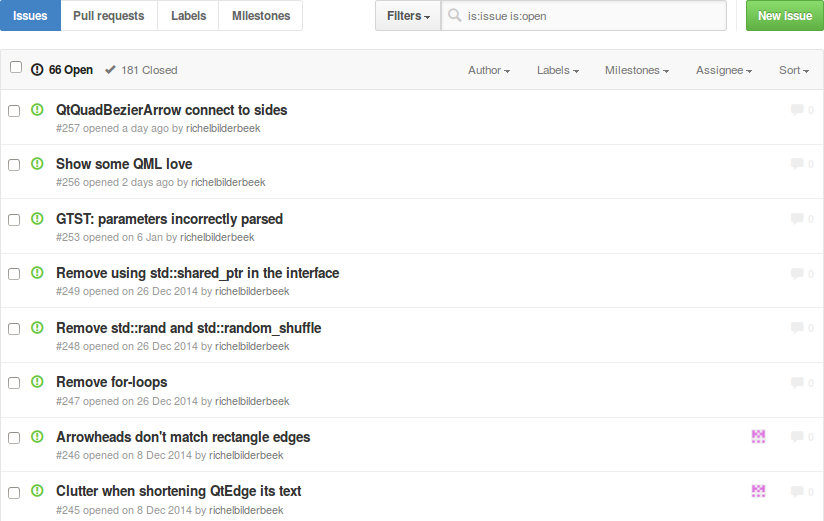 Issues Pull requests Labels Milestones Filters is:issue is:open New issue
66 Open 181 Closed Author Labels Milestones Assignee Sort
QtQuadBezierArrow connect to sides 0
#257 opened a day ago by richelbilderbeek
Show some QML love 0
#256 opened 2 days ago by richelbilderbeek
GTST: parameters incorrectly parsed 0
#253 opened on 6 Jan by richelbilderbeek
Remove using std::shared_ptr in the interface 0
#249 opened on 26 Dec 2014 by richelbilderbeek
Remove std::rand and std::random_shuffle 0
#248 opened on 26 Dec 2014 by richelbilderbeek
Remove for-loops 0
#247 opened on 26 Dec 2014 by richelbilderbeek
Arrowheads don't match rectangle edges 0
#246 opened on 8 Dec 2014 by richelbilderbeek
Clutter when shortening QtEdge its text 0
#245 opened on 8 Dec 2014 by richelbilderbeek